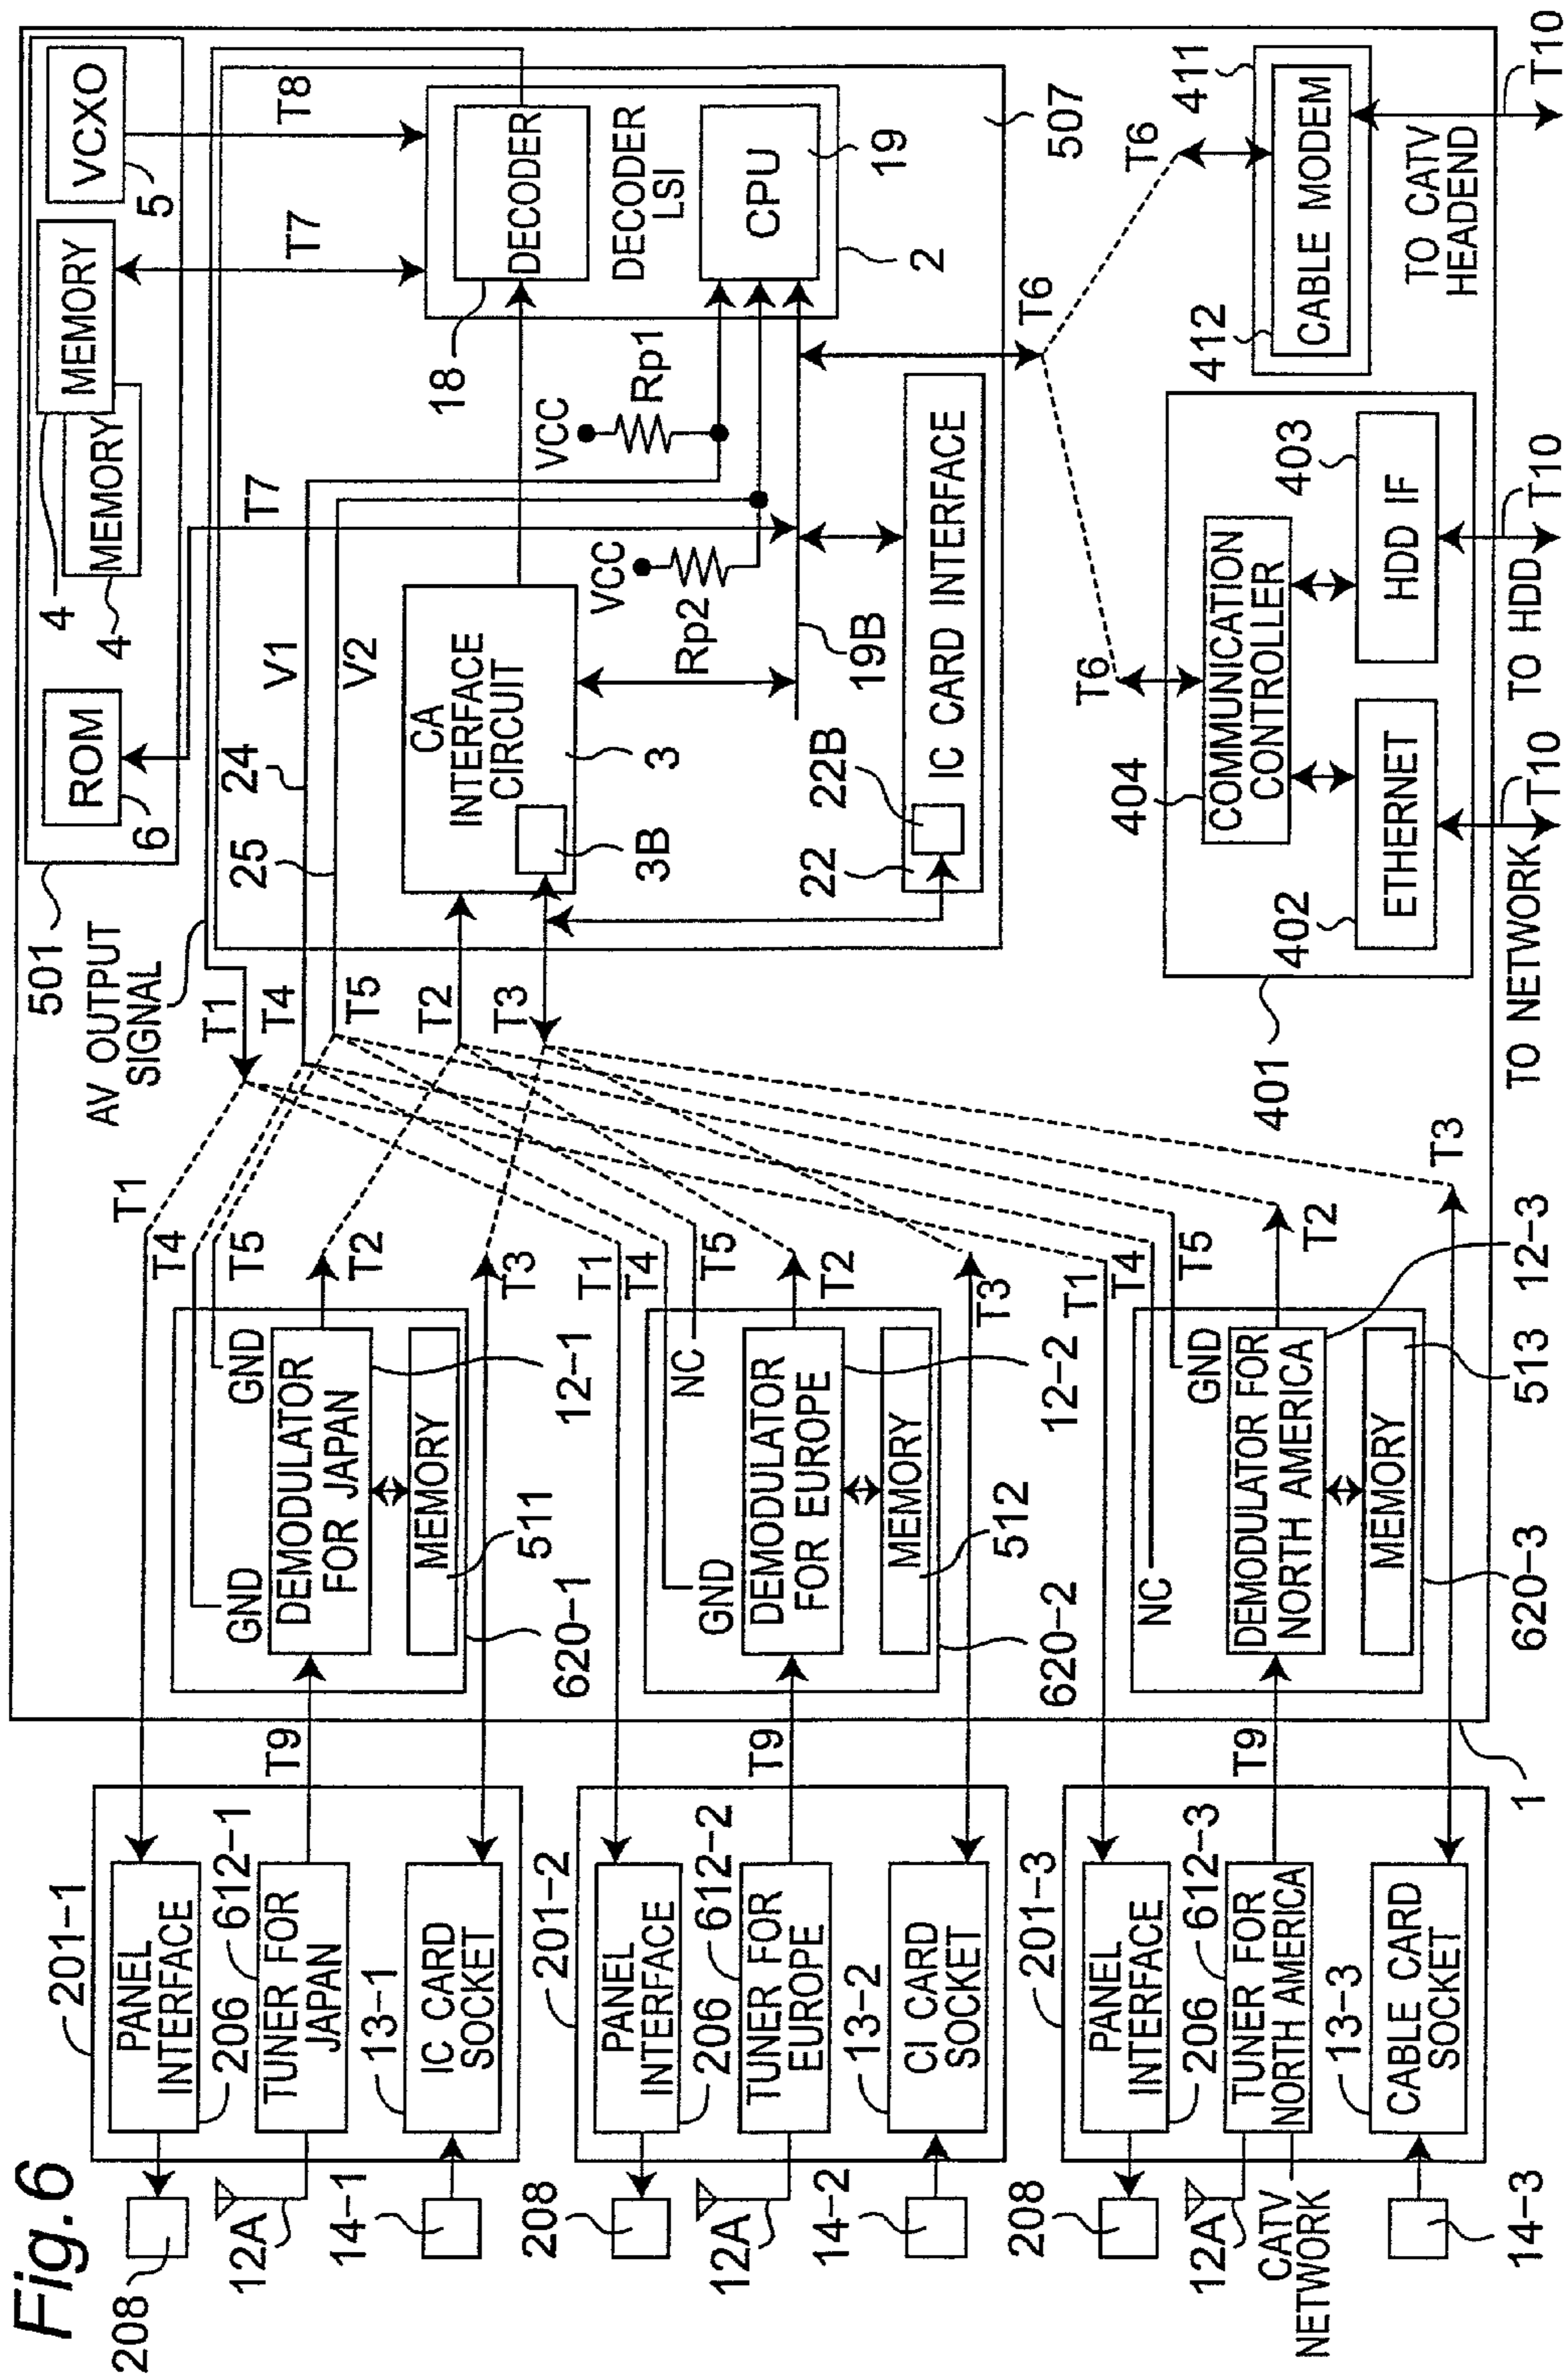 Fig.6
208
12A
14-1
201-1
PANEL
INTERFACE
206
612-1
TUNER FOR
JAPAN
13-1
IC CARD
SOCKET
208
12A
14-2
201-2
PANEL
INTERFACE
206
612-2
TUNER FOR
EUROPE
13-2
CI CARD
SOCKET
208
12A
CATV
NETWORK
14-3
201-3
PANEL
INTERFACE
206
612-3
TUNER FOR
NORTH AMERICA
13-3
CABLE CARD
SOCKET
T9
T9
T9
1
T1
T4
T5
GND
GND
DEMODULATOR
FOR JAPAN
MEMORY
511
620-1
12-1
T2
T3
T1
T4
T5
GND
NC
DEMODULATOR
FOR EUROPE
MEMORY
512
620-2
12-2
T2
T3
T1
T4
T5
NC
GND
DEMODULATOR FOR
NORTH AMERICA
MEMORY
513
620-3
12-3
T2
T3
501
AV OUTPUT
SIGNAL
T1
T4
T5
T2
T3
ROM
6
MEMORY
4
MEMORY
4
VCXO
5
T7
T7
T8
24
25
V1
V2
CA
INTERFACE
CIRCUIT
3
3B
VCC
Rp2
VCC
Rp1
18
DECODER
DECODER
LSI
CPU
19
2
19B
22
22B
IC CARD INTERFACE
507
T6
T6
T6
401
404
COMMUNICATION
CONTROLLER
402
ETHERNET
403
HDD IF
411
412
CABLE MODEM
TO NETWORK
T10
TO HDD
T10
TO CATV
HEADEND
T10